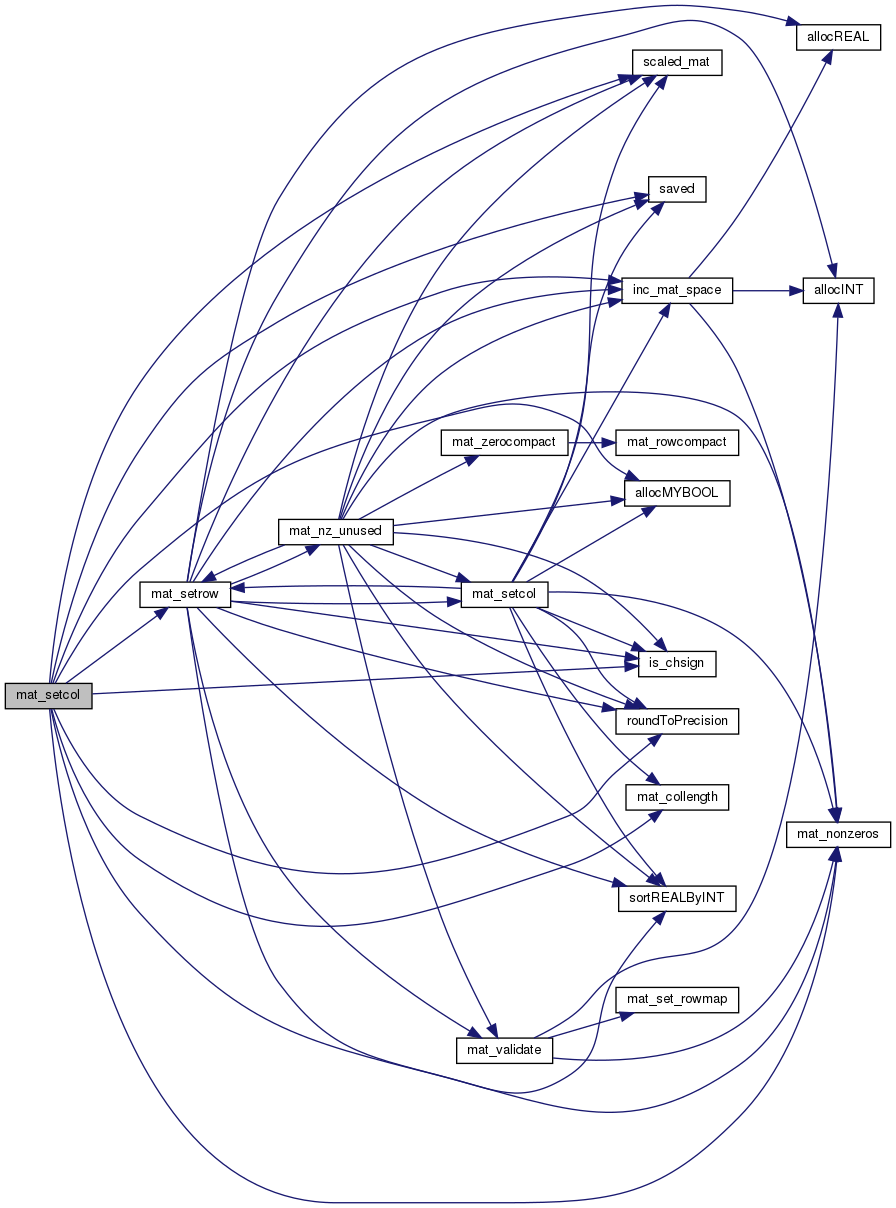 allocREAL
scaled_mat
saved
inc_mat_space
allocINT
mat_zerocompact
mat_rowcompact
allocMYBOOL
mat_nz_unused
mat_setrow
mat_setcol
is_chsign
mat_setcol
roundToPrecision
mat_collength
mat_nonzeros
sortREALByINT
mat_set_rowmap
mat_validate